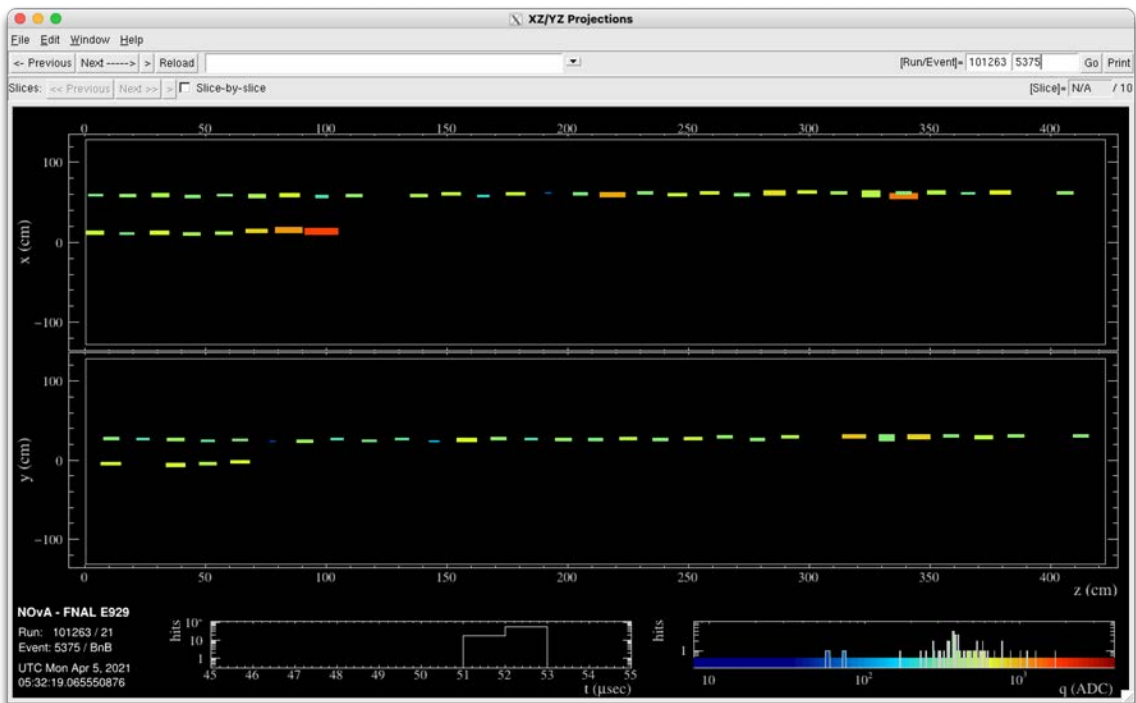 XZ/YZ Projections
File Edit Window Help
<- Previous Next -----> > Reload [Run/Event]= 101263 5375 Go Print
Slices: << Previous Next >> > Slice-by-slice [Slice]= N/A / 10
0 50 100 150 200 250 300 350 400
100
0
−100
x (cm)
100
0
−100
y (cm)
0 50 100 150 200 250 300 350 400
z (cm)
NOvA - FNAL E929
Run: 101263 / 21
Event: 5375 / BnB
UTC Mon Apr 5, 2021
05:32:19.065550876
hits
10
1
45 46 47 48 49 50 51 52 53 54 55
t (μsec)
hits
1
10 10² 10³
q (ADC)